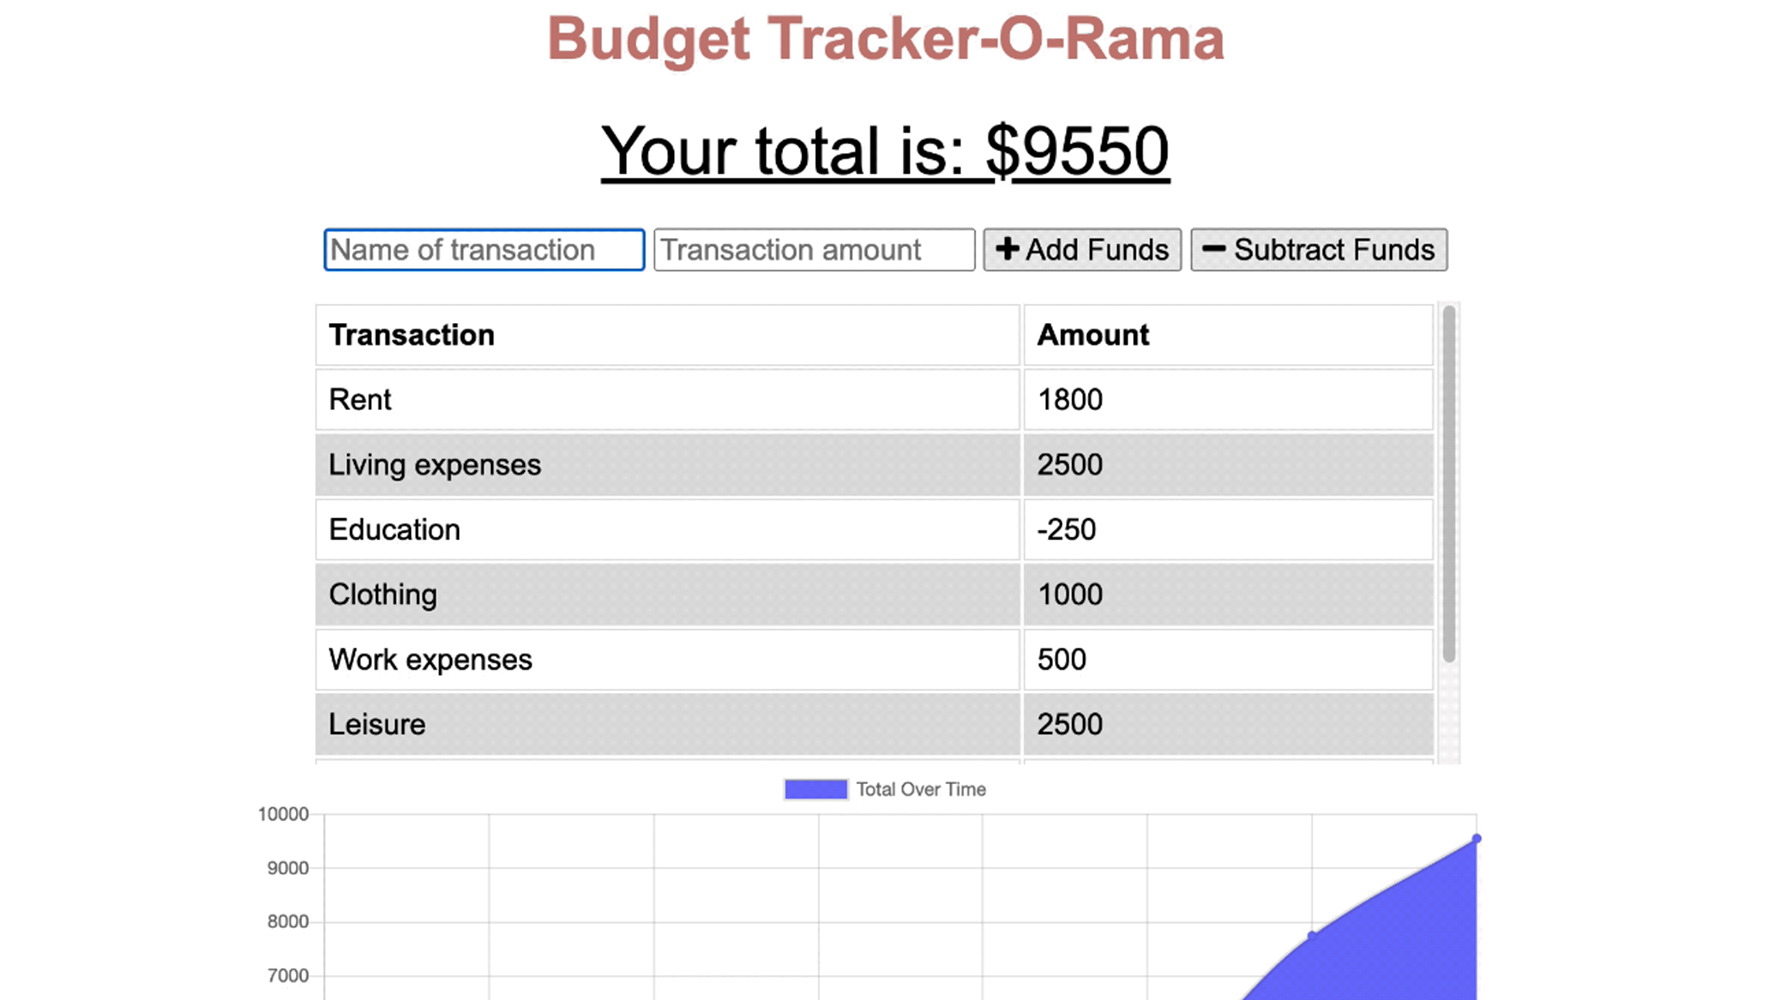 Budget Tracker-O-Rama
Your total is: $9550
Name of transaction Transaction amount + Add Funds − Subtract Funds
Transaction Amount
Rent 1800
Living expenses 2500
Education -250
Clothing 1000
Work expenses 500
Leisure 2500
Total Over Time
10000
9000
8000
7000